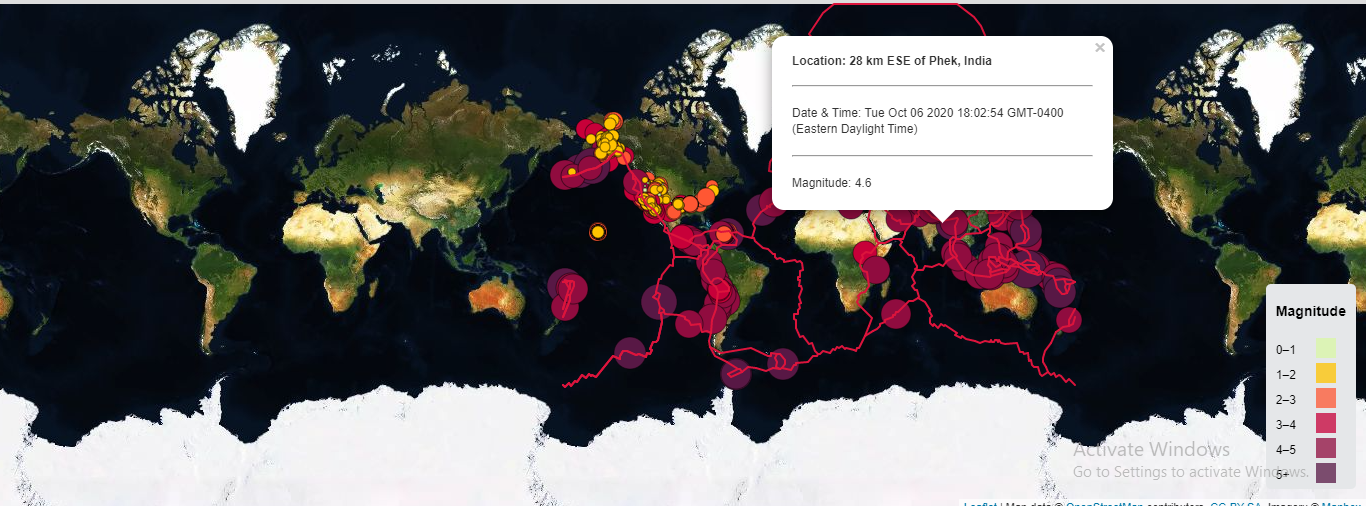 ×
Location: 28 km ESE of Phek, India
Date & Time: Tue Oct 06 2020 18:02:54 GMT-0400
(Eastern Daylight Time)
Magnitude: 4.6
Magnitude
0–1
1–2
2–3
3–4
4–5
5+
Activate Windows
Go to Settings to activate Windows.
Leaflet | Map data © OpenStreetMap contributors, CC-BY-SA, Imagery © Mapbox